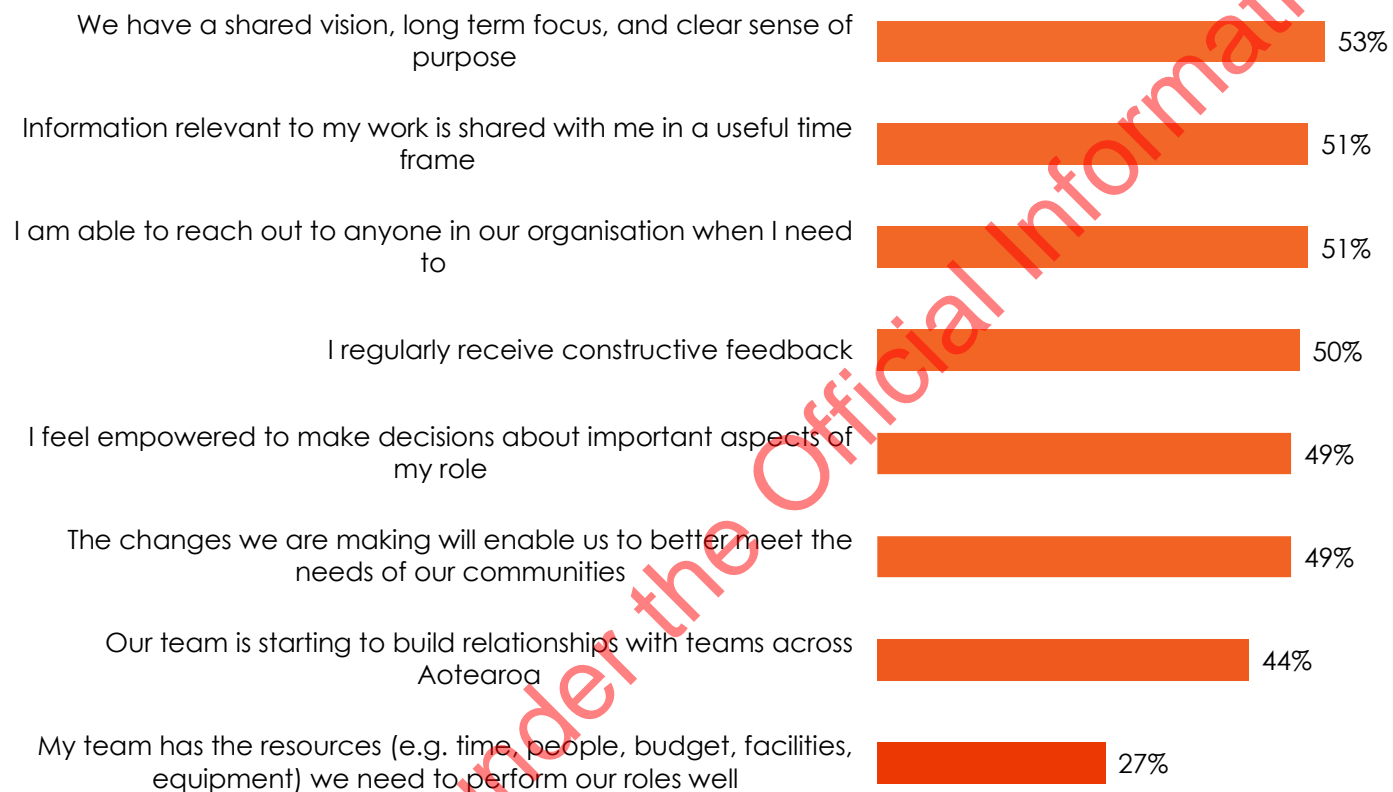 We have a shared vision, long term focus, and clear sense of
purpose
53%
Information relevant to my work is shared with me in a useful time
frame
51%
I am able to reach out to anyone in our organisation when I need
to
51%
I regularly receive constructive feedback
50%
I feel empowered to make decisions about important aspects of
my role
49%
The changes we are making will enable us to better meet the
needs of our communities
49%
Our team is starting to build relationships with teams across
Aotearoa
44%
My team has the resources (e.g. time, people, budget, facilities,
equipment) we need to perform our roles well
27%
the Official